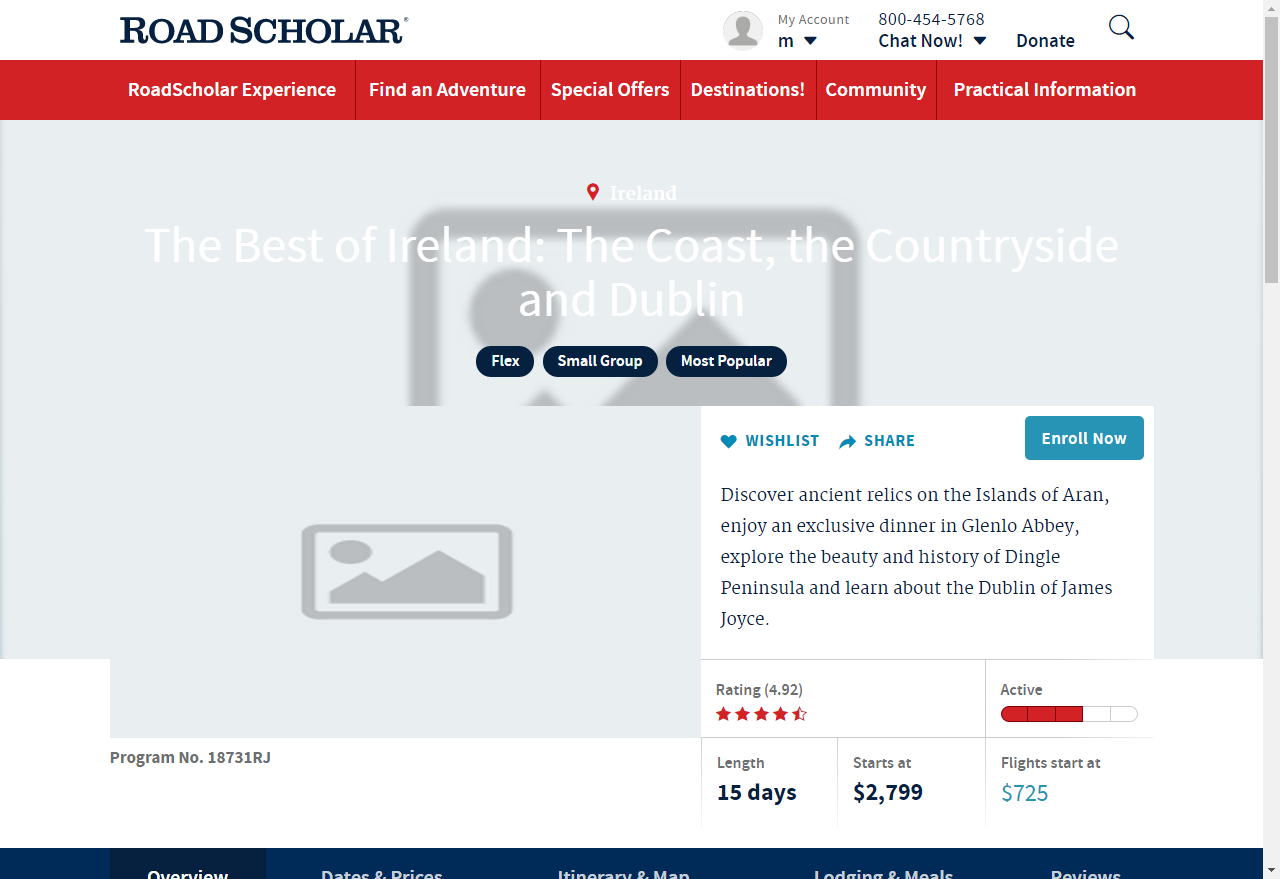 ROAD SCHOLAR®
My Account
m
800-454-5768
Chat Now!
Donate
RoadScholar Experience
Find an Adventure
Special Offers
Destinations!
Community
Practical Information
Ireland
The Best of Ireland: The Coast, the Countryside
and Dublin
Flex
Small Group
Most Popular
WISHLIST
SHARE
Enroll Now
Discover ancient relics on the Islands of Aran,
enjoy an exclusive dinner in Glenlo Abbey,
explore the beauty and history of Dingle
Peninsula and learn about the Dublin of James
Joyce.
Rating (4.92)
Active
Program No. 18731RJ
Length
15 days
Starts at
$2,799
Flights start at
$725
Overview
Dates & Prices
Itinerary & Map
Lodging & Meals
Reviews